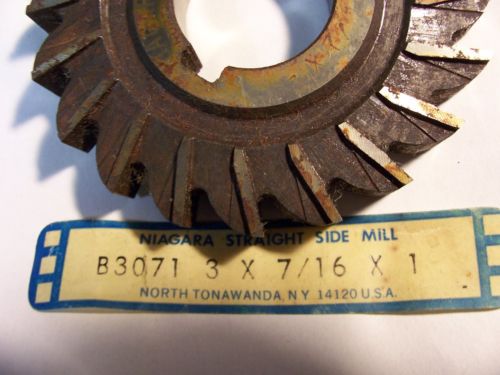 NIAGARA STRAIGHT SIDE MILL
B3071 3 X 7/16 X 1
NORTH TONAWANDA, N.Y. 14120 U.S.A.